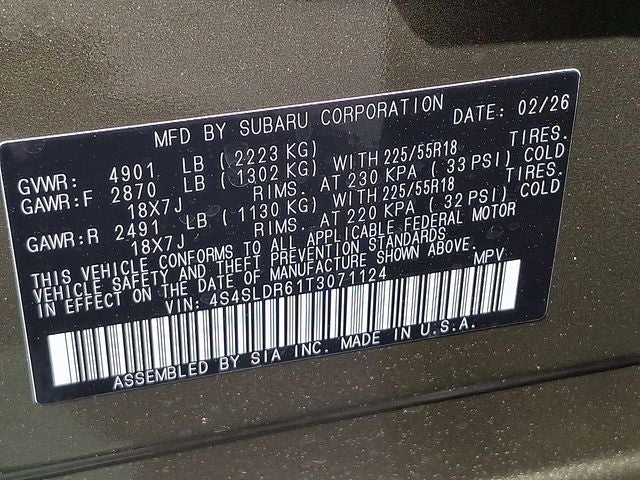 MFD BY SUBARU CORPORATION DATE: 02/26
GVWR: 4901 LB ( 2223 KG)
GAWR:F 2870 LB ( 1302 KG) WITH 225/55R18 TIRES.
18X7J RIMS. AT 230 KPA ( 33 PSI) COLD
GAWR:R 2491 LB ( 1130 KG) WITH 225/55R18 TIRES.
18X7J RIMS. AT 220 KPA ( 32 PSI) COLD
THIS VEHICLE CONFORMS TO ALL APPLICABLE FEDERAL MOTOR
VEHICLE SAFETY AND THEFT PREVENTION STANDARDS
IN EFFECT ON THE DATE OF MANUFACTURE SHOWN ABOVE.
VIN: 4S4SLDR61T3071124 MPV
ASSEMBLED BY SIA INC. MADE IN U.S.A.